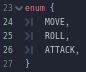 23 enum {
24 MOVE,
25 ROLL,
26 ATTACK,
27 }